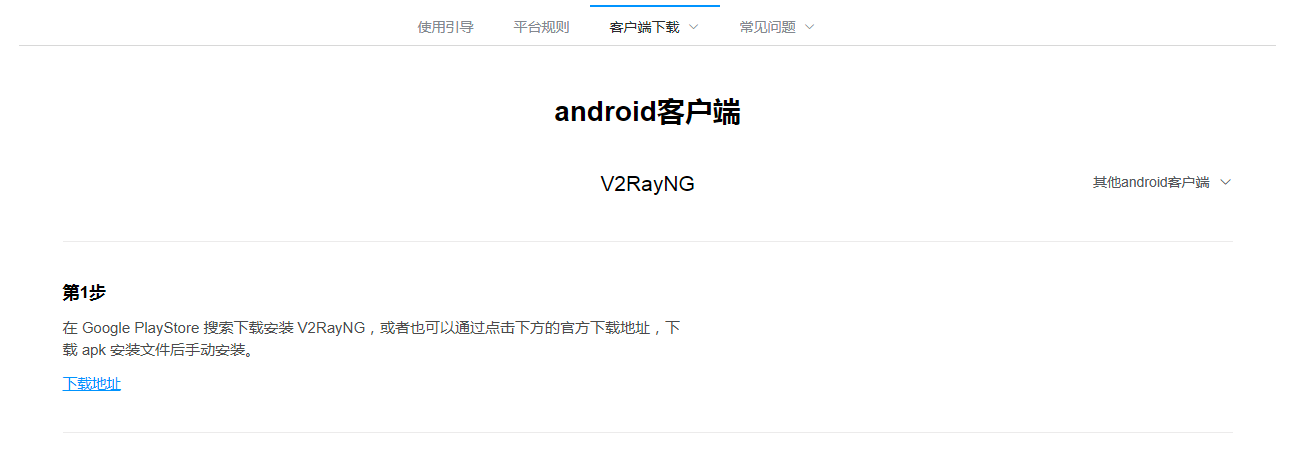 使用引导 平台规则 客户端下载 常见问题
android客户端
V2RayNG 其他android客户端
第1步
在 Google PlayStore 搜索下载安装 V2RayNG，或者也可以通过点击下方的官方下载地址，下
载 apk 安装文件后手动安装。
下载地址